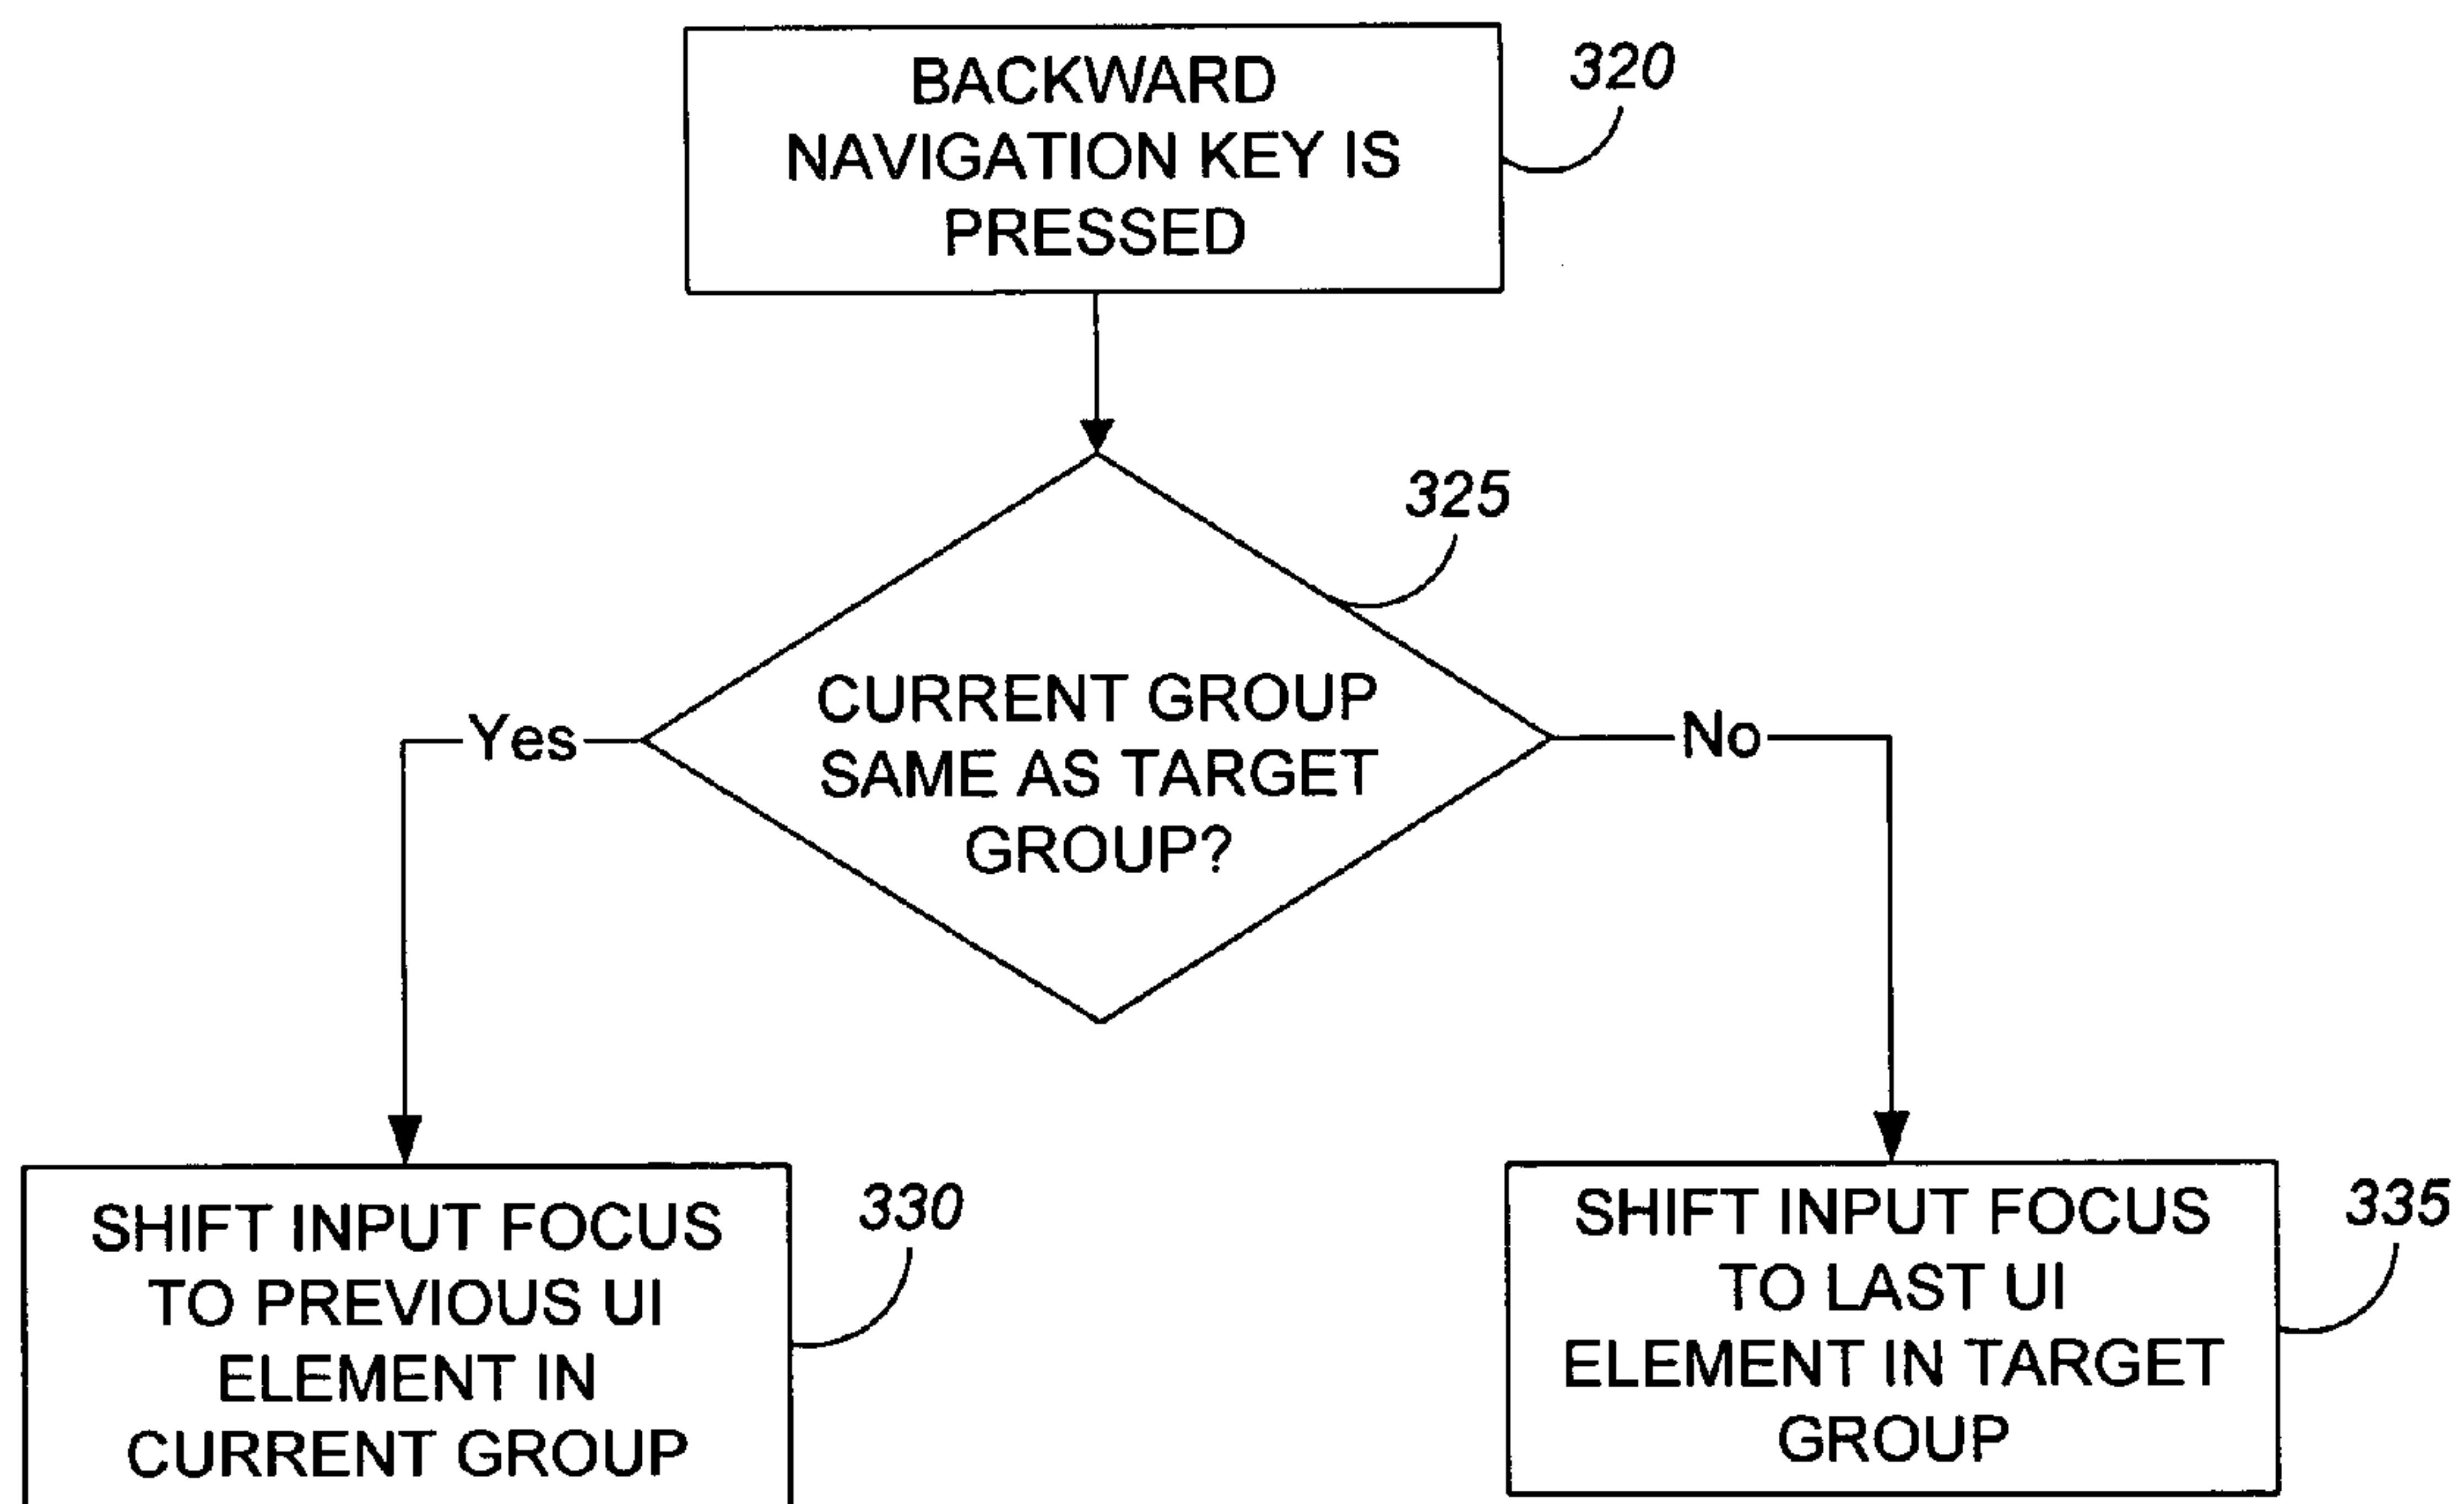 BACKWARD
NAVIGATION KEY IS
PRESSED
320
325
CURRENT GROUP
SAME AS TARGET
GROUP?
Yes
No
SHIFT INPUT FOCUS
TO PREVIOUS UI
ELEMENT IN
CURRENT GROUP
330
SHIFT INPUT FOCUS
TO LAST UI
ELEMENT IN TARGET
GROUP
335